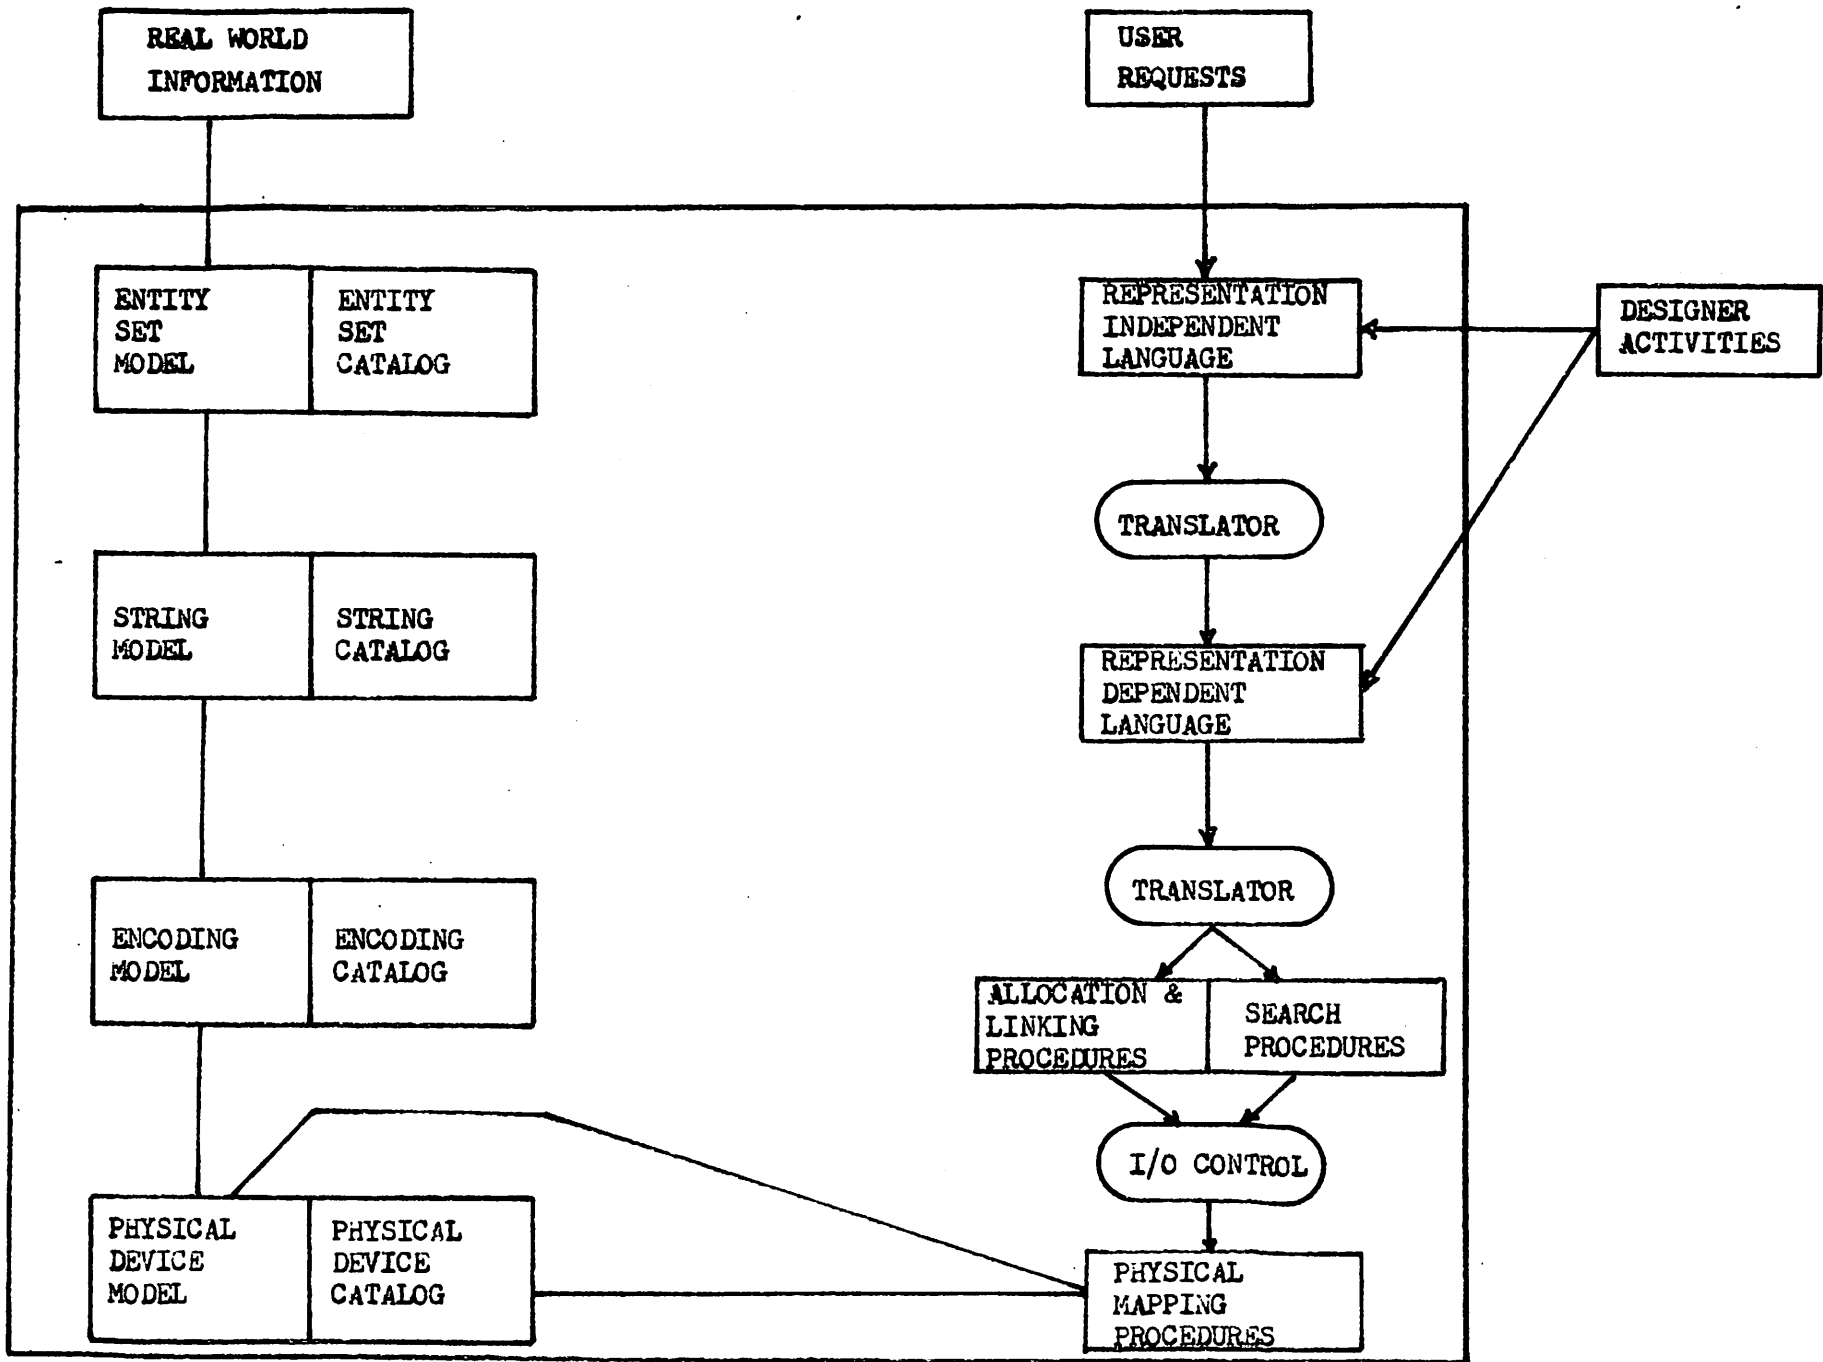 REAL WORLD
INFORMATION
USER
REQUESTS
ENTITY
SET
MODEL
ENTITY
SET
CATALOG
REPRESENTATION
INDEPENDENT
LANGUAGE
DESIGNER
ACTIVITIES
TRANSLATOR
STRING
MODEL
STRING
CATALOG
REPRESENTATION
DEPENDENT
LANGUAGE
TRANSLATOR
ENCODING
MODEL
ENCODING
CATALOG
ALLOCATION &
LINKING
PROCEDURES
SEARCH
PROCEDURES
I/O CONTROL
PHYSICAL
DEVICE
MODEL
PHYSICAL
DEVICE
CATALOG
PHYSICAL
MAPPING
PROCEDURES